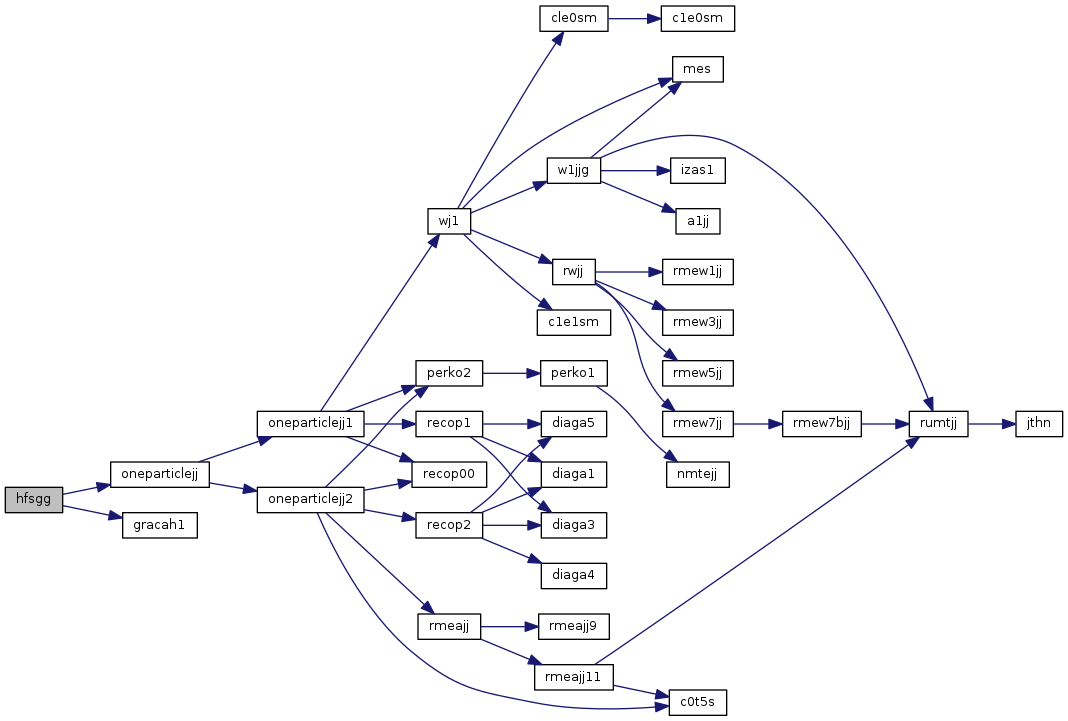 cle0sm
c1e0sm
mes
w1jjg
izas1
a1jj
wj1
rwjj
rmew1jj
c1e1sm
rmew3jj
perko2
perko1
rmew5jj
oneparticlejj1
recop1
diaga5
rmew7jj
rmew7bjj
rumtjj
jthn
oneparticlejj
recop00
diaga1
nmtejj
hfsgg
oneparticlejj2
gracah1
recop2
diaga3
diaga4
rmeajj
rmeajj9
rmeajj11
c0t5s